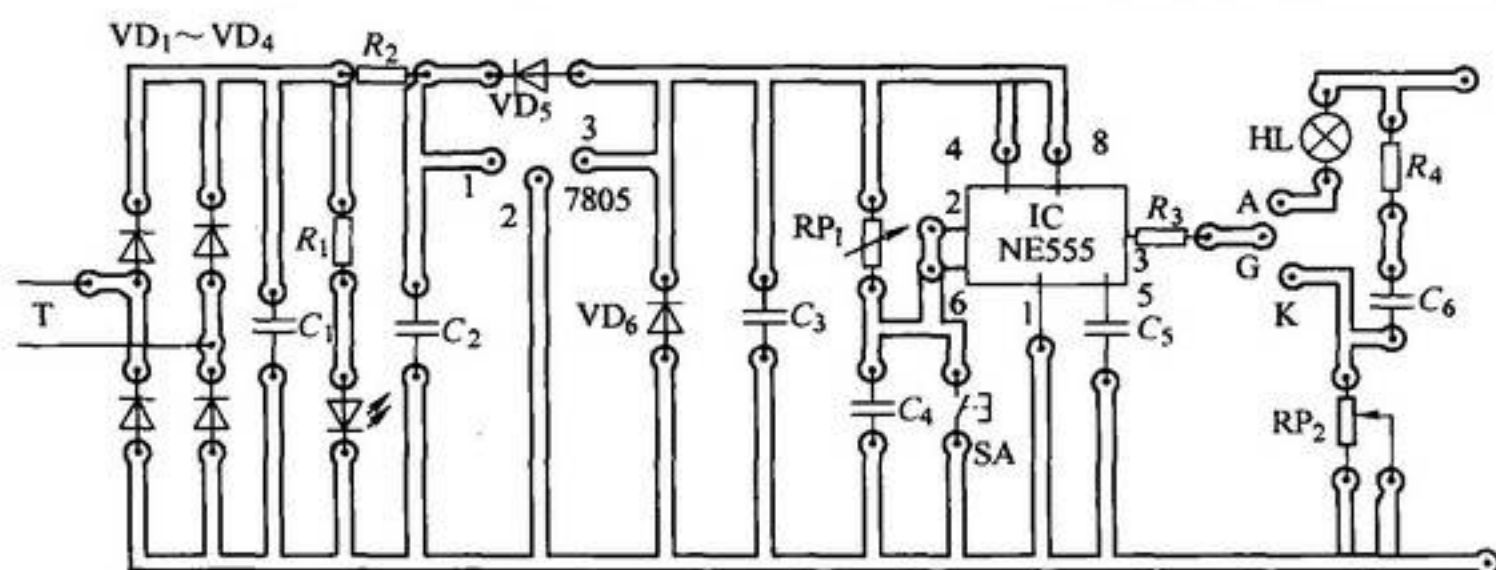 VD₁～VD₄
R₂
VD₅
3
1
2
7805
4
8
HL
R₄
A
2
IC
NE555
R₃
RP₁
R₁
T
C₁
C₂
VD₆
C₃
6
1
3
5
G
K
C₆
C₅
C₄
SA
RP₂